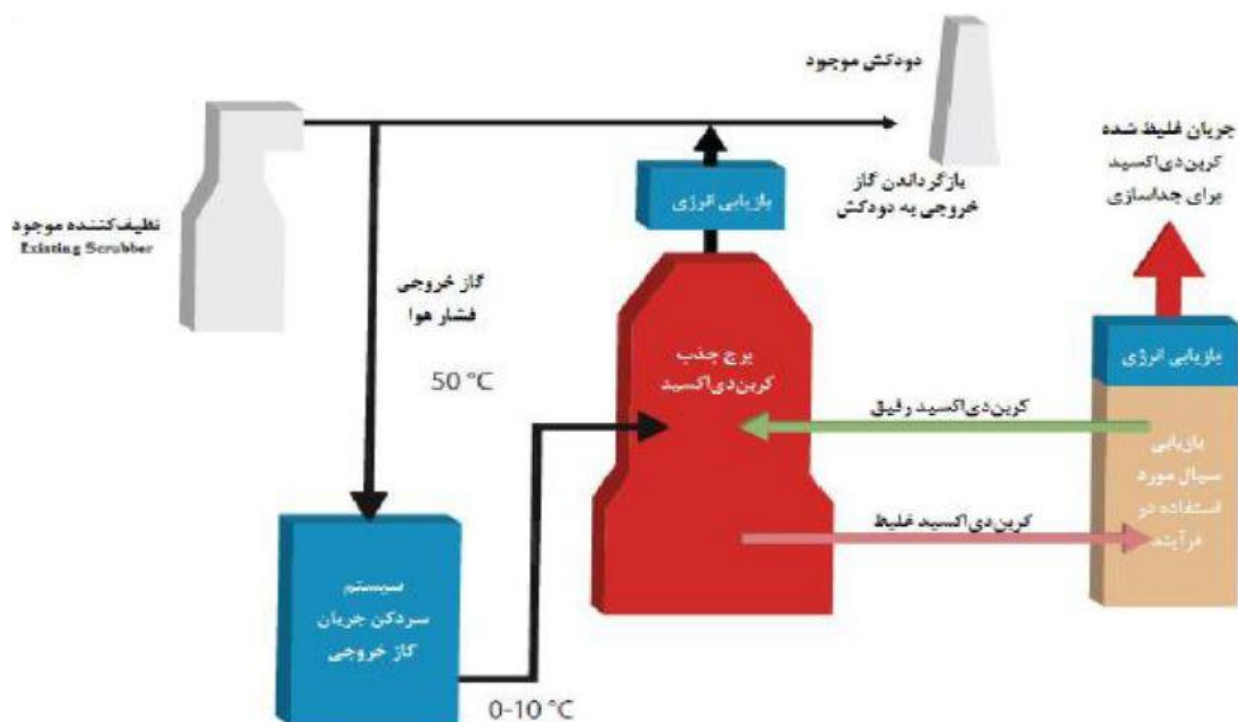 دودکش موجود
جریان غلیظ شده
کربن‌دی‌اکسید
برای جداسازی
بازیابی انرژی
بازگرداندن گاز
خروجی به دودکش
نظیف‌کننده موجود
Existing Scrubber
گاز خروجی
فشار هوا
50 °C
برج جذب
کربن‌دی‌اکسید
بازیابی انرژی
کربن‌دی‌اکسید رقیق
بازیابی
سیال مورد
استفاده در
فرآیند
کربن‌دی‌اکسید غلیظ
سیستم
سردکن جریان
گاز خروجی
0-10 °C